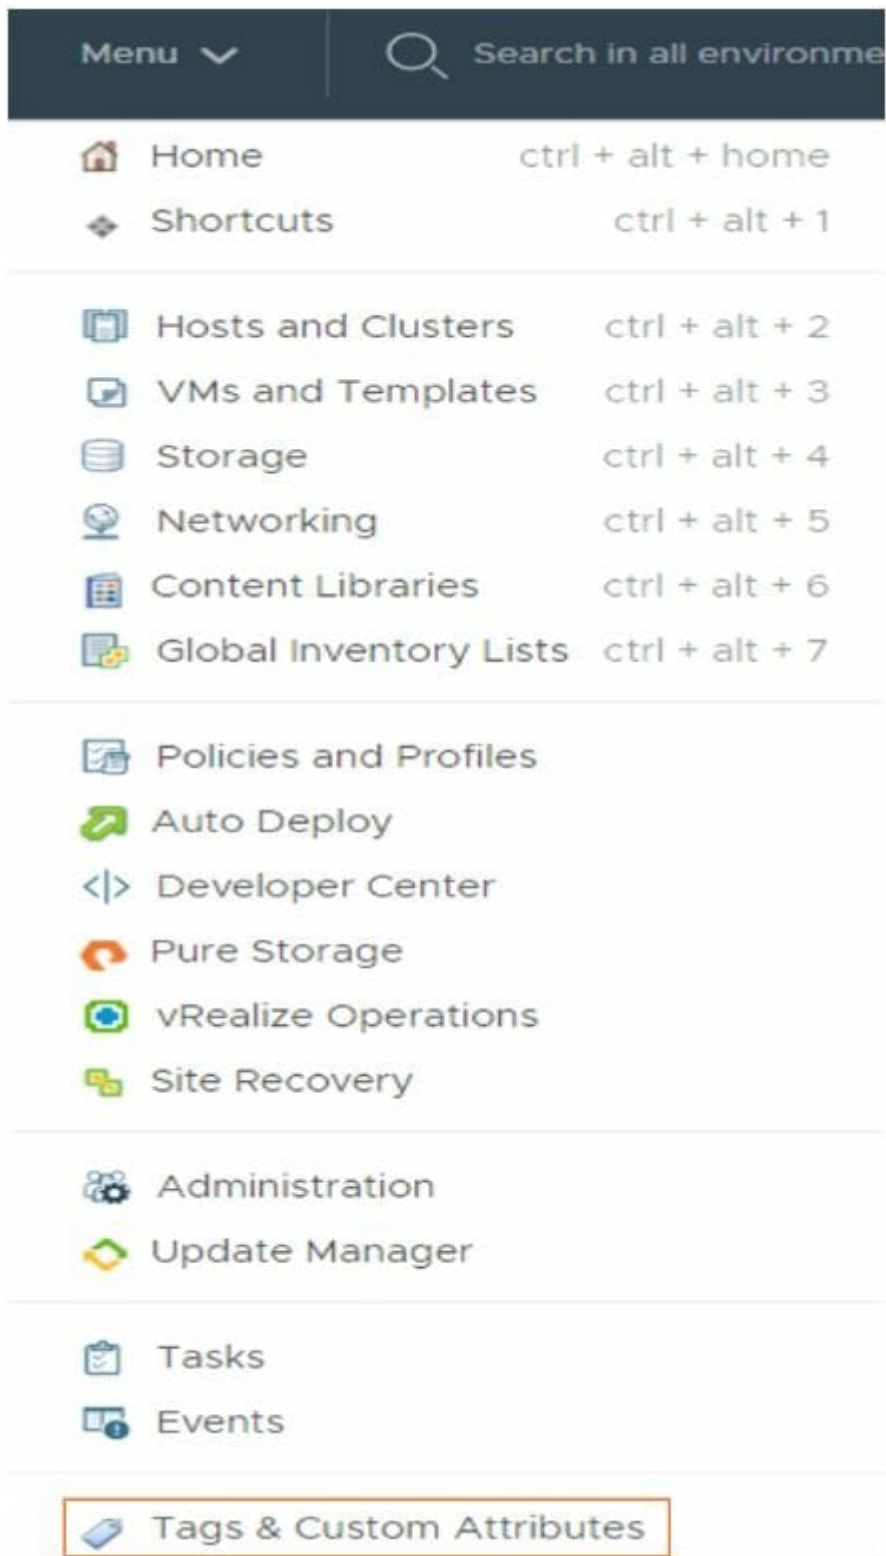 Menu Search in all environme
Home ctrl + alt + home
Shortcuts ctrl + alt + 1
Hosts and Clusters ctrl + alt + 2
VMs and Templates ctrl + alt + 3
Storage ctrl + alt + 4
Networking ctrl + alt + 5
Content Libraries ctrl + alt + 6
Global Inventory Lists ctrl + alt + 7
Policies and Profiles
Auto Deploy
Developer Center
Pure Storage
vRealize Operations
Site Recovery
Administration
Update Manager
Tasks
Events
Tags & Custom Attributes